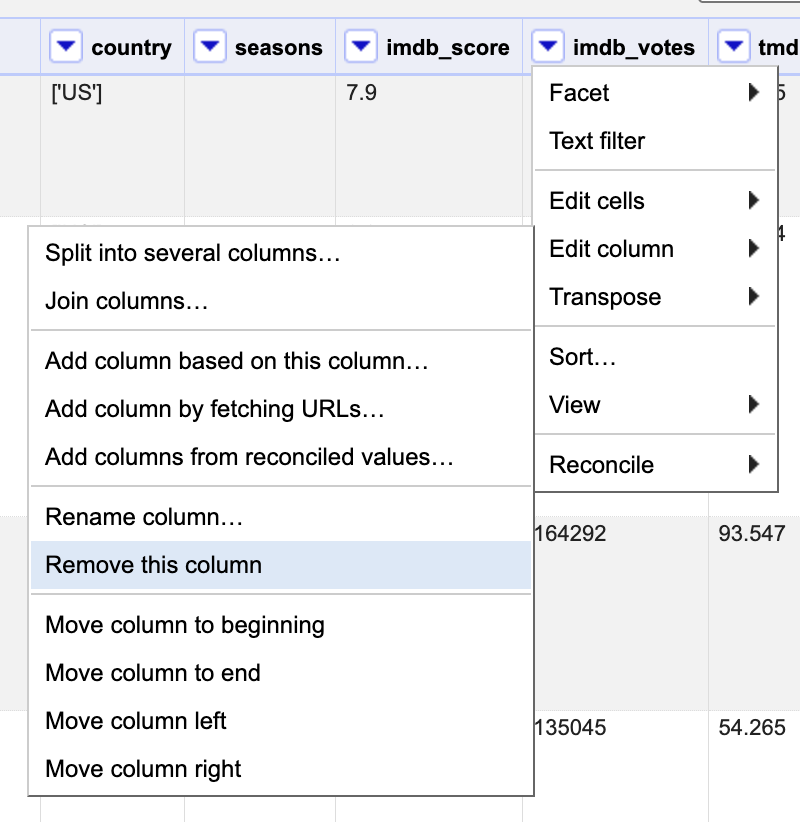 country seasons imdb_score imdb_votes tmd
['US'] 7.9 5
Facet
Text filter
Edit cells
Edit column
Transpose
Sort…
View
Reconcile
4
Split into several columns…
Join columns…
Add column based on this column…
Add column by fetching URLs…
Add columns from reconciled values…
Rename column…
Remove this column
Move column to beginning
Move column to end
Move column left
Move column right
164292 93.547
135045 54.265